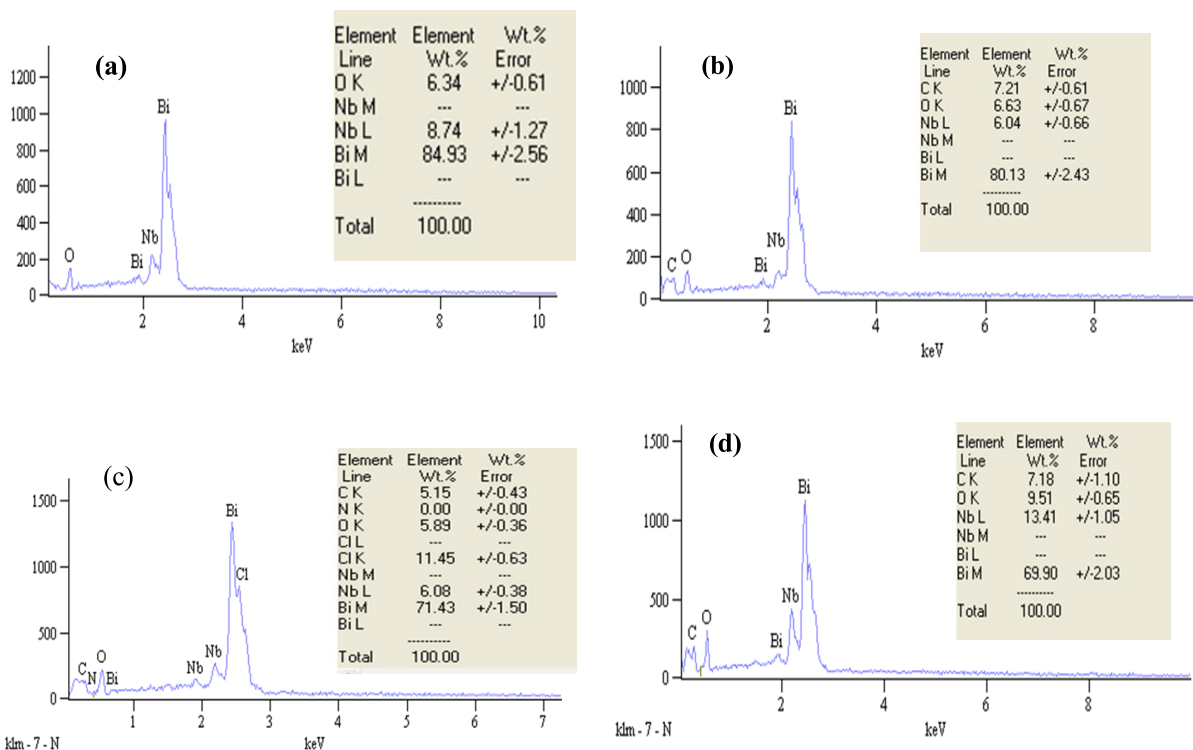 (a)
Element Element Wt.%
Line Wt.% Error
O K 6.34 +/-0.61
Nb M --- ---
Nb L 8.74 +/-1.27
Bi M 84.93 +/-2.56
Bi L --- ---
----------
Total 100.00
1200
1000
800
600
400
200
0
O
Bi
Nb
Bi
2 4 6 8 10
keV
(b)
Element Element Wt.%
Line Wt.% Error
C K 7.21 +/-0.61
O K 6.63 +/-0.67
Nb L 6.04 +/-0.66
Nb M --- ---
Bi L --- ---
Bi M 80.13 +/-2.43
----------
Total 100.00
1000
800
600
400
200
0
C O
Bi
Nb
Bi
2 4 6 8
keV
(c)
Element Element Wt.%
Line Wt.% Error
C K 5.15 +/-0.43
N K 0.00 +/-0.00
O K 5.89 +/-0.36
Cl L --- ---
Cl K 11.45 +/-0.63
Nb M --- ---
Nb L 6.08 +/-0.38
Bi M 71.43 +/-1.50
Bi L --- ---
----------
Total 100.00
1500
1000
500
0
C N O Bi
Nb
Nb
Bi
Cl
1 2 3 4 5 6 7
klm - 7 - N keV
(d)
Element Element Wt.%
Line Wt.% Error
C K 7.18 +/-1.10
O K 9.51 +/-0.65
Nb L 13.41 +/-1.05
Nb M --- ---
Bi L --- ---
Bi M 69.90 +/-2.03
----------
Total 100.00
1500
1000
500
0
C O
Bi
Nb
Bi
2 4 6 8
klm - 7 - N keV